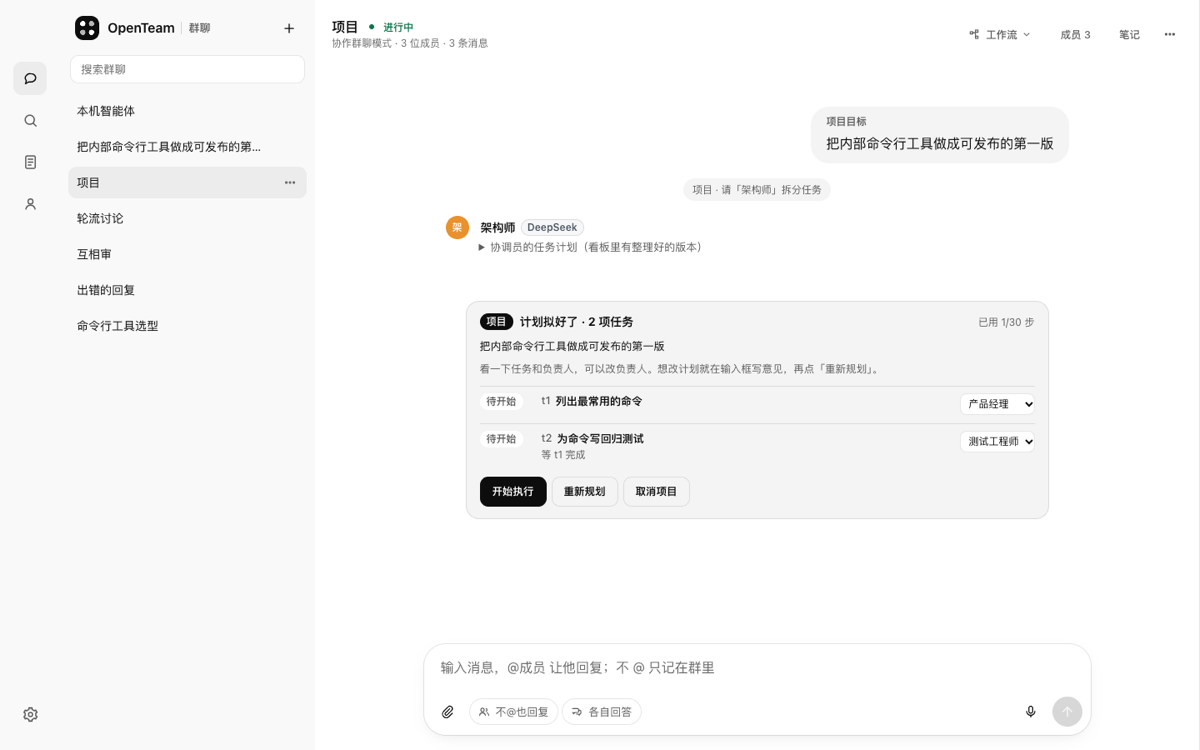 OpenTeam 群聊
搜索群聊
本机智能体
把内部命令行工具做成可发布的第...
项目
轮流讨论
互相审
出错的回复
命令行工具选型
项目 进行中
协作群聊模式 · 3 位成员 · 3 条消息
工作流
成员 3
笔记
项目目标
把内部命令行工具做成可发布的第一版
项目 · 请「架构师」拆分任务
架 架构师 DeepSeek
协调员的任务计划（看板里有整理好的版本）
项目 计划拟好了 · 2 项任务 已用 1/30 步
把内部命令行工具做成可发布的第一版
看一下任务和负责人，可以改负责人。想改计划就在输入框写意见，再点「重新规划」。
待开始 t1 列出最常用的命令 产品经理
待开始 t2 为命令写回归测试 测试工程师
等 t1 完成
开始执行 重新规划 取消项目
输入消息，@成员 让他回复；不 @ 只记在群里
不@也回复 各自回答